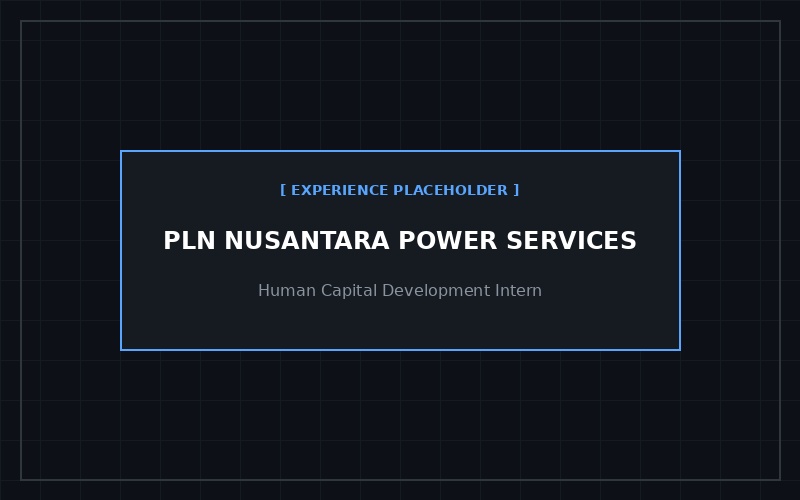 [ EXPERIENCE PLACEHOLDER ]
PLN NUSANTARA POWER SERVICES
Human Capital Development Intern